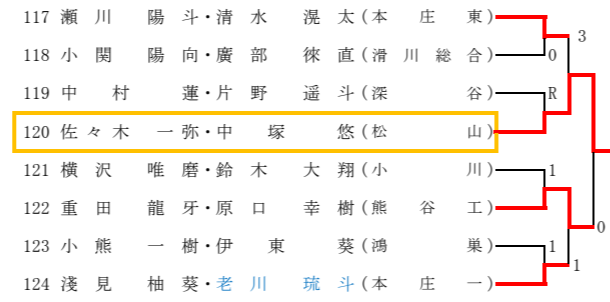 117 瀬川 陽斗・清水 滉太(本庄東)
3
118 小関 陽向・廣部 徠直(滑川総合)
0
119 中村 蓮・片野 遥斗(深谷)
R
120 佐々木 一弥・中塚 悠(松山)
121 横沢 唯磨・鈴木 大翔(小川)
1
122 重田 龍牙・原口 幸樹(熊谷工)
0
123 小熊 一樹・伊東 葵(鴻巣)
1
1
124 淺見 柚葵・老川 琉斗(本庄一)